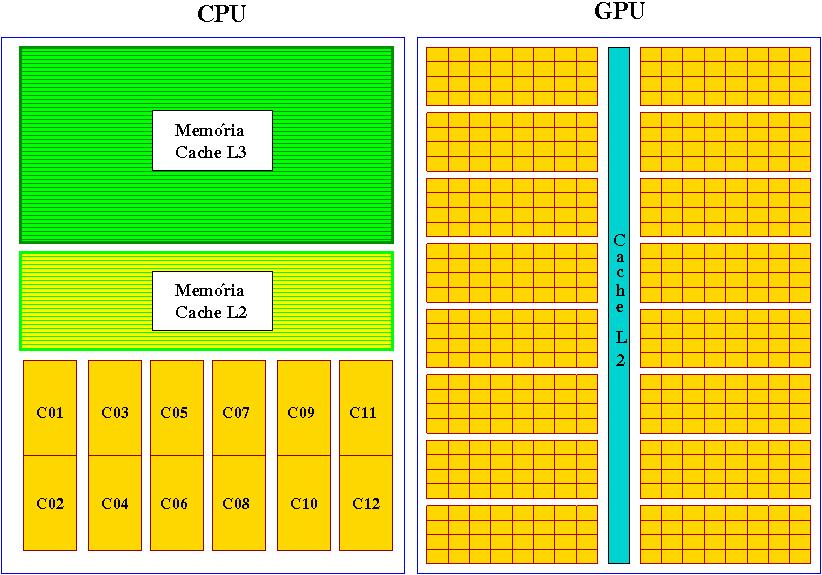 CPU
GPU
Memória
Cache L3
Memória
Cache L2
C01
C03
C05
C07
C09
C11
C02
C04
C06
C08
C10
C12
Cache L2